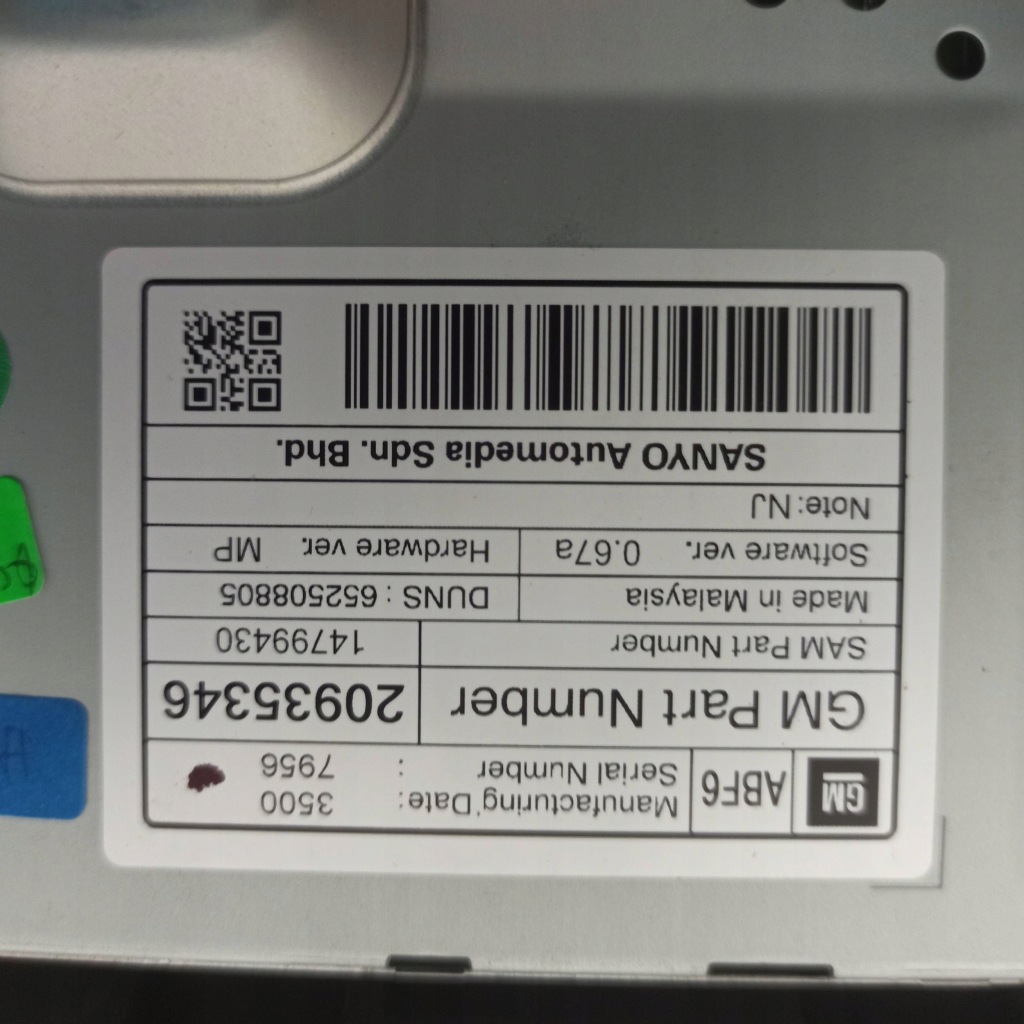 GM ABF6 Manufacturing Date: 3500
Serial Number : 7956
GM Part Number 20935346
SAM Part Number 14799430
Made in Malaysia DUNS : 652508805
Software ver. 0.67a Hardware ver. MP
Note: NJ
SANYO Automedia Sdn. Bhd.